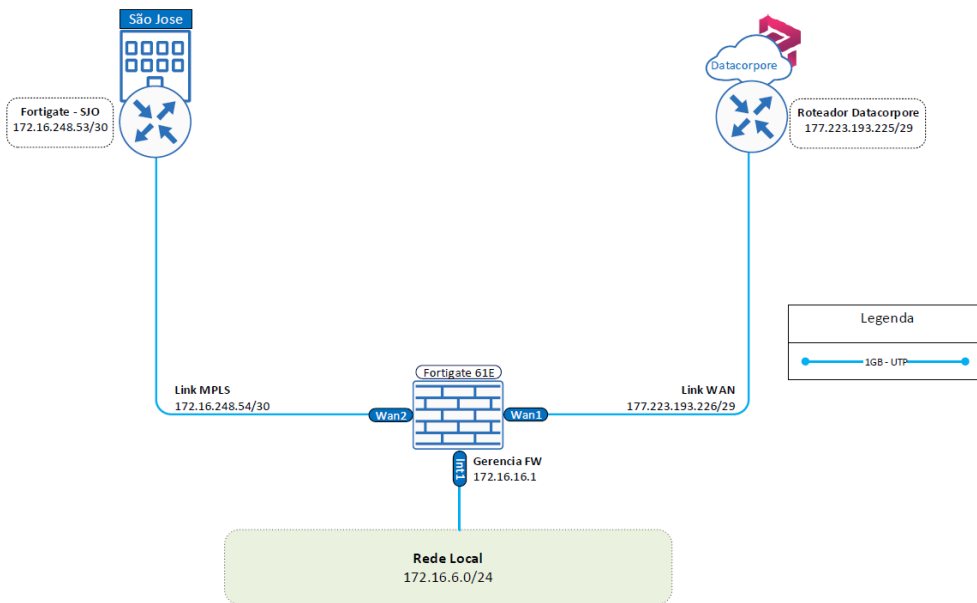 São Jose
Fortigate - SJO
172.16.248.53/30
Datacorpore
Roteador Datacorpore
177.223.193.225/29
Legenda
1GB - UTP
Fortigate 61E
Link MPLS
172.16.248.54/30
Wan2
Wan1
Link WAN
177.223.193.226/29
Int1
Gerencia FW
172.16.16.1
Rede Local
172.16.6.0/24